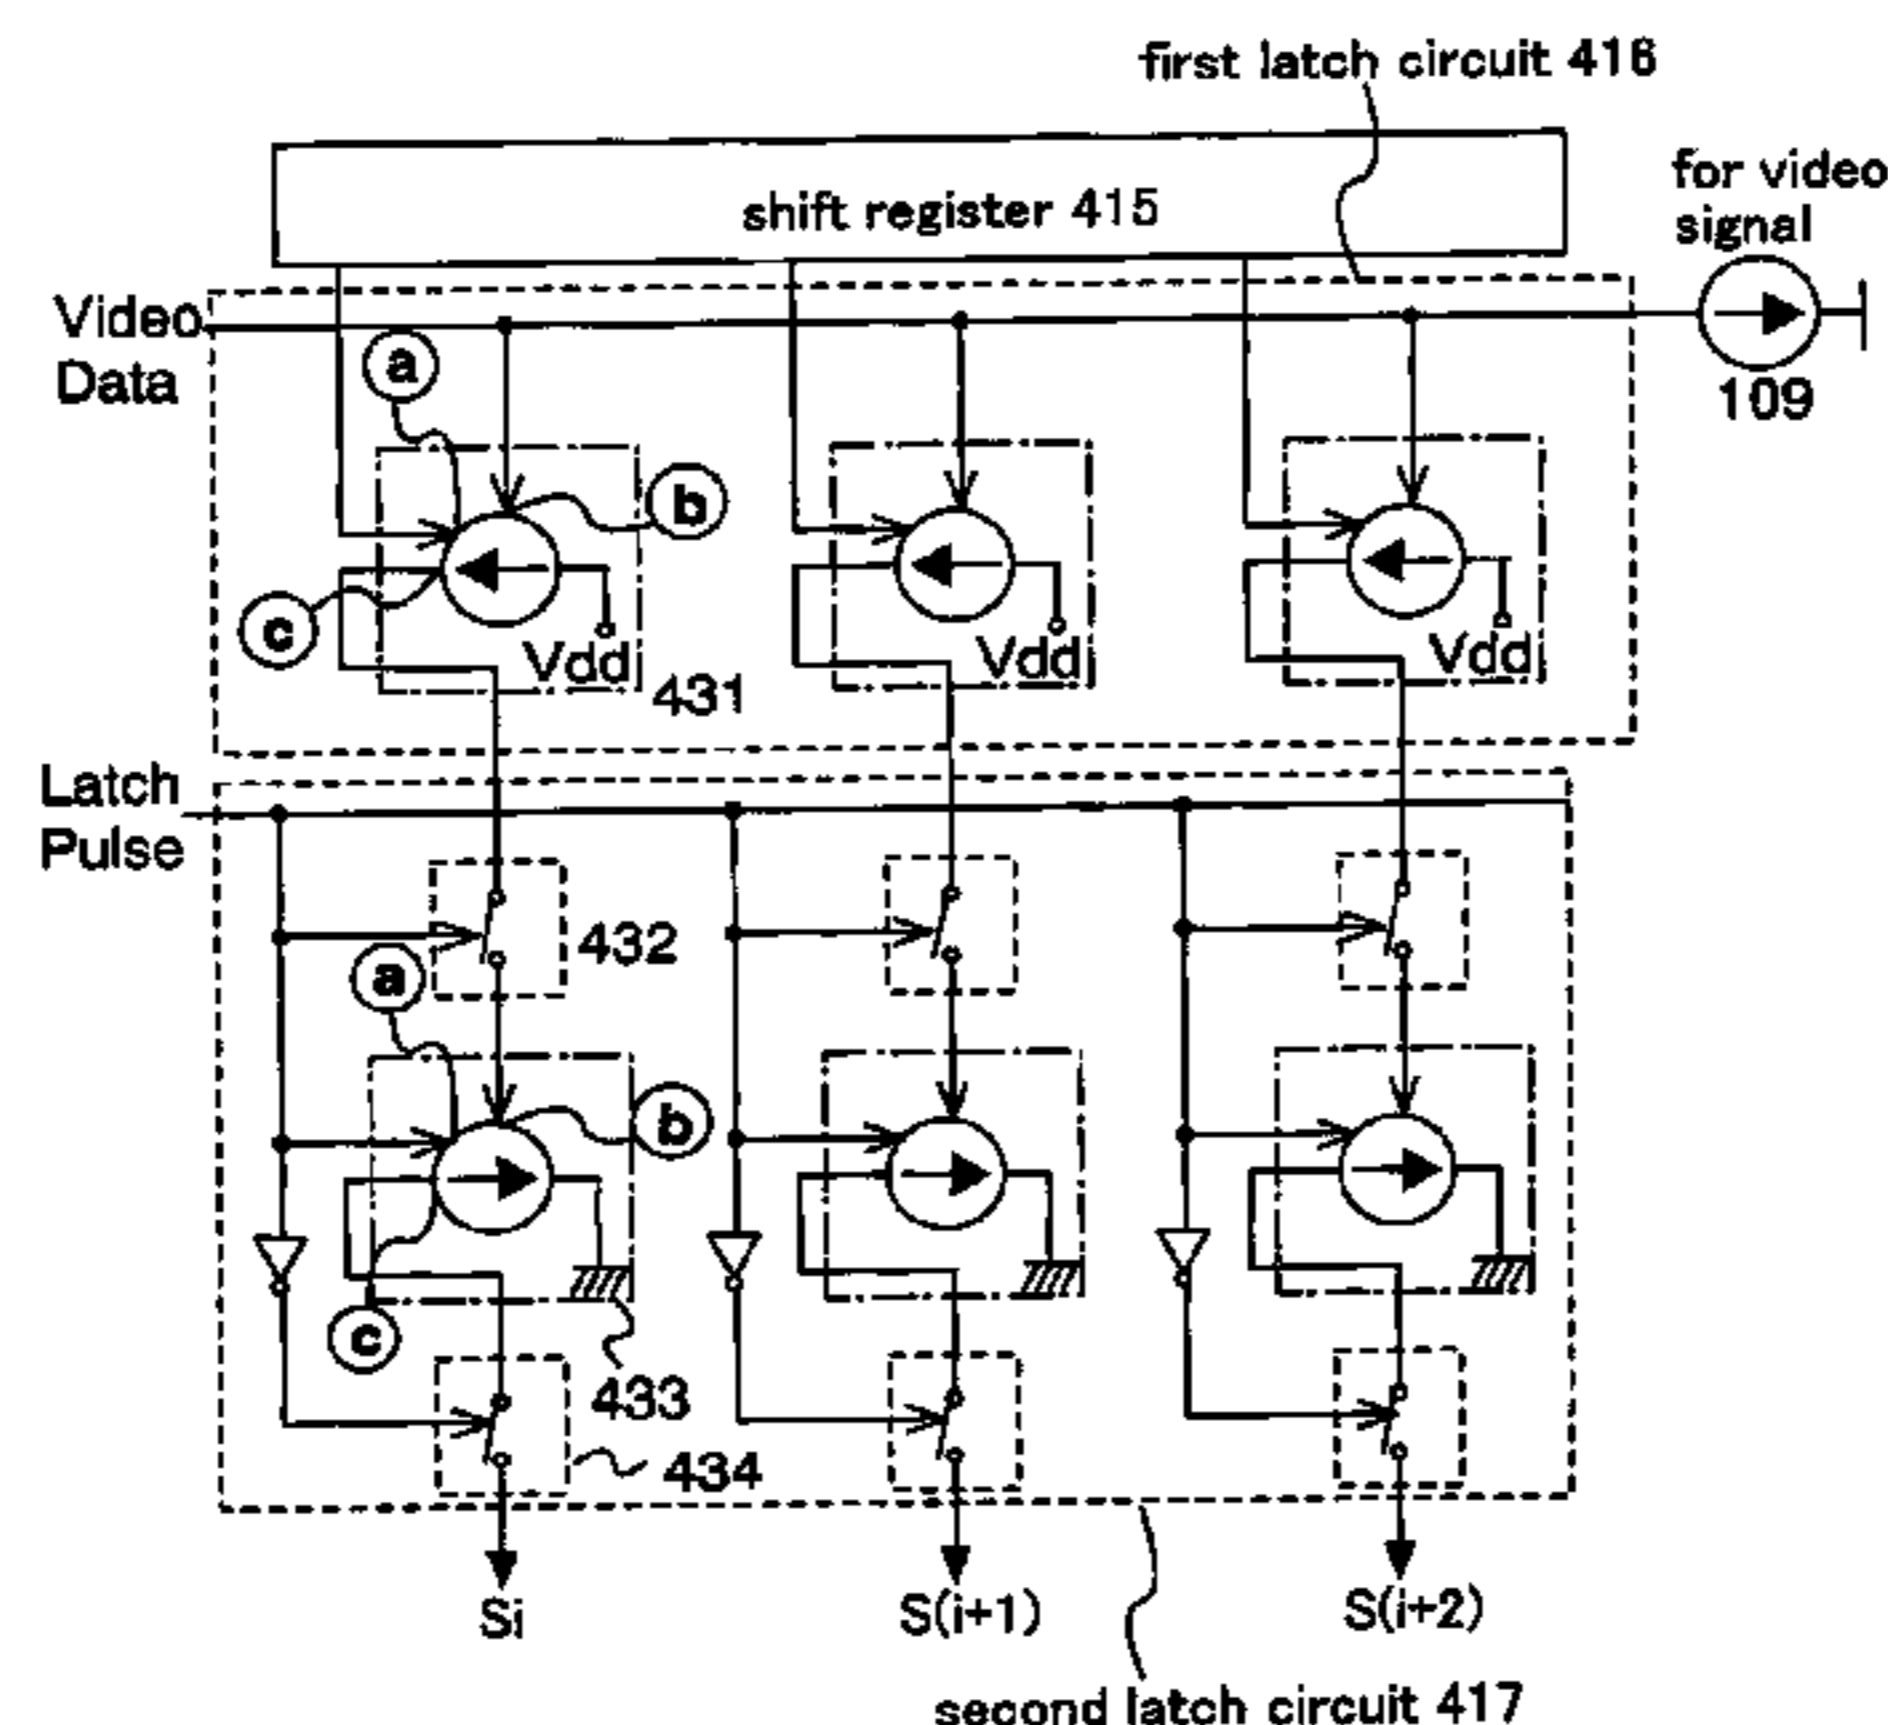 first latch circuit 416
shift register 415
for video
signal
109
Video
Data
a
b
c
Vdd
Vdd
Vdd
431
Latch
Pulse
432
a
b
c
433
434
Si
S(i+1)
S(i+2)
second latch circuit 417